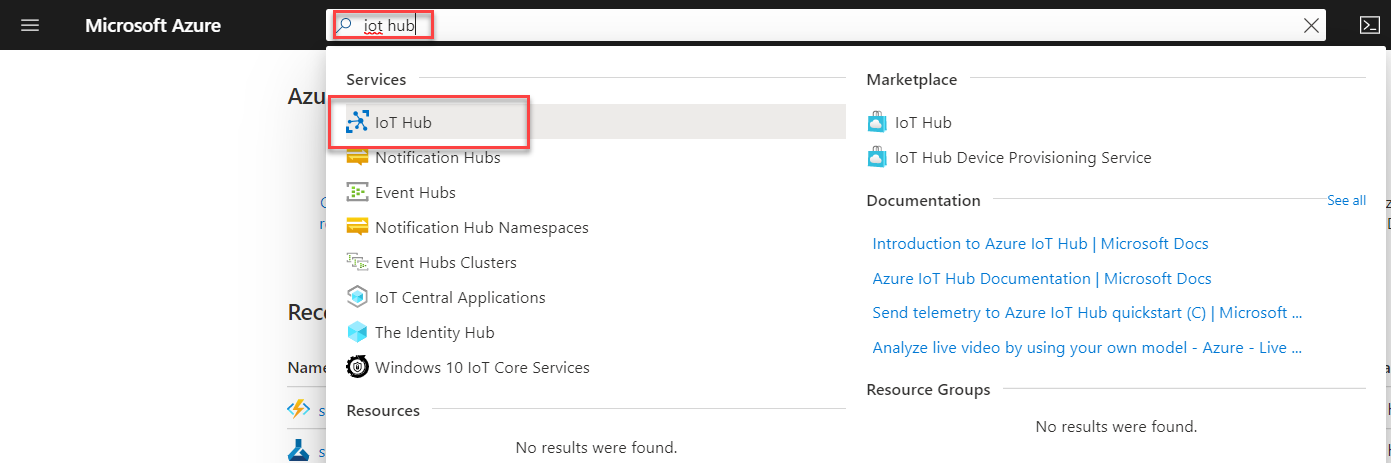 Microsoft Azure
iot hub
Azu
Services
IoT Hub
Notification Hubs
Event Hubs
Notification Hub Namespaces
Event Hubs Clusters
IoT Central Applications
The Identity Hub
Windows 10 IoT Core Services
Resources
No results were found.
Marketplace
IoT Hub
IoT Hub Device Provisioning Service
Documentation
See all
Introduction to Azure IoT Hub | Microsoft Docs
Azure IoT Hub Documentation | Microsoft Docs
Send telemetry to Azure IoT Hub quickstart (C) | Microsoft ...
Analyze live video by using your own model - Azure - Live ...
Resource Groups
No results were found.
Rec
Name
s
s